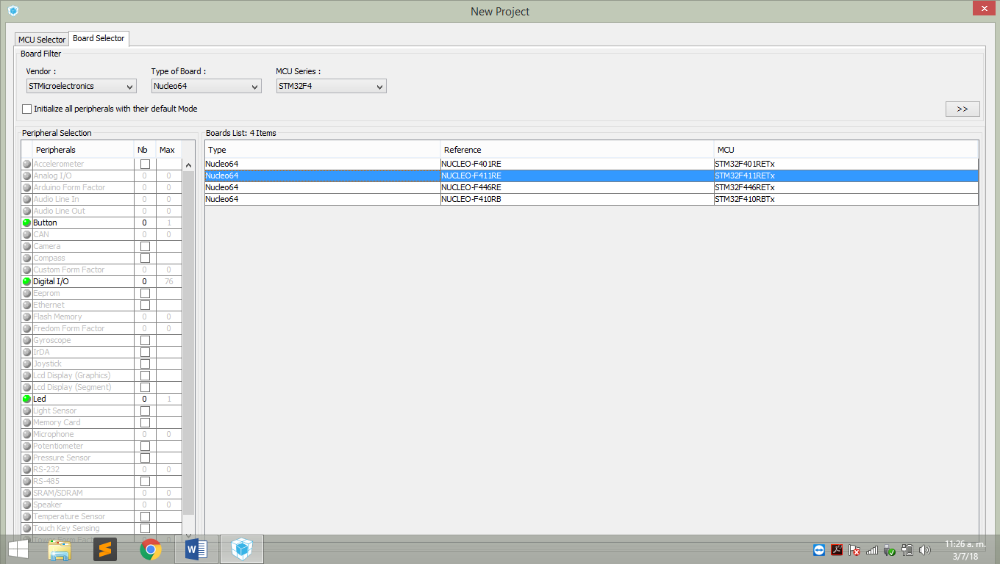 New Project
MCU Selector Board Selector
Board Filter
Vendor : Type of Board : MCU Series :
STMicroelectronics Nucleo64 STM32F4
Initialize all peripherals with their default Mode >>
Peripheral Selection
Peripherals Nb Max
Accelerometer
Analog I/O 0 0
Arduino Form Factor 0 0
Audio Line In 0 0
Audio Line Out 0 0
Button 0 1
CAN 0 0
Camera
Compass
Custom Form Factor 0 0
Digital I/O 0 76
Eeprom
Ethernet
Flash Memory 0 0
Fredom Form Factor 0 0
Gyroscope
IrDA
Joystick
Lcd Display (Graphics)
Lcd Display (Segment)
Led 0 1
Light Sensor
Memory Card
Microphone 0 0
Potentiometer
Pressure Sensor
RS-232 0 0
RS-485
SRAM/SDRAM 0 0
Speaker 0 0
Temperature Sensor
Touch Key Sensing
Boards List: 4 Items
Type Reference MCU
Nucleo64 NUCLEO-F401RE STM32F401RETx
Nucleo64 NUCLEO-F411RE STM32F411RETx
Nucleo64 NUCLEO-F446RE STM32F446RETx
Nucleo64 NUCLEO-F410RB STM32F410RBTx
11:26 a. m.
3/7/18